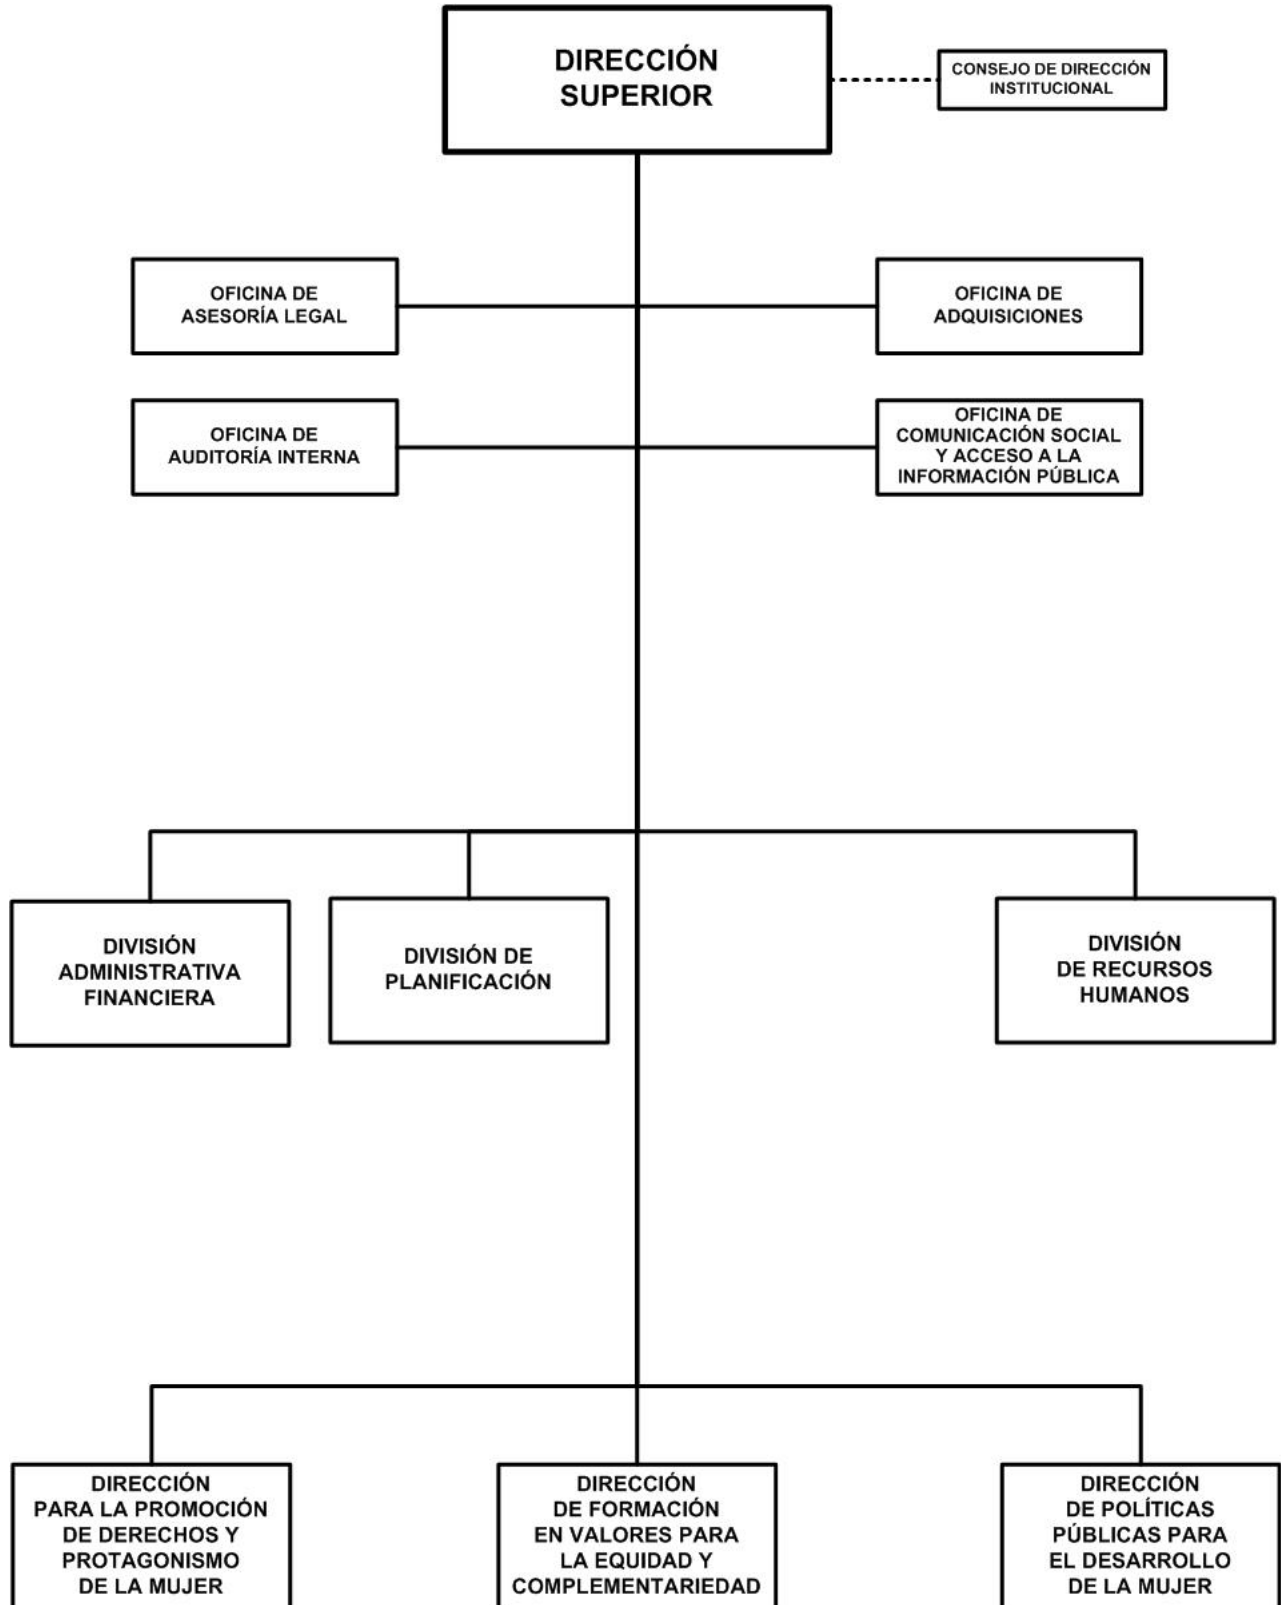 DIRECCIÓN
SUPERIOR
CONSEJO DE DIRECCIÓN
INSTITUCIONAL
OFICINA DE
ASESORÍA LEGAL
OFICINA DE
ADQUISICIONES
OFICINA DE
AUDITORÍA INTERNA
OFICINA DE
COMUNICACIÓN SOCIAL
Y ACCESO A LA
INFORMACIÓN PÚBLICA
DIVISIÓN
ADMINISTRATIVA
FINANCIERA
DIVISIÓN DE
PLANIFICACIÓN
DIVISIÓN
DE RECURSOS
HUMANOS
DIRECCIÓN
PARA LA PROMOCIÓN
DE DERECHOS Y
PROTAGONISMO
DE LA MUJER
DIRECCIÓN
DE FORMACIÓN
EN VALORES PARA
LA EQUIDAD Y
COMPLEMENTARIEDAD
DIRECCIÓN
DE POLÍTICAS
PÚBLICAS PARA
EL DESARROLLO
DE LA MUJER